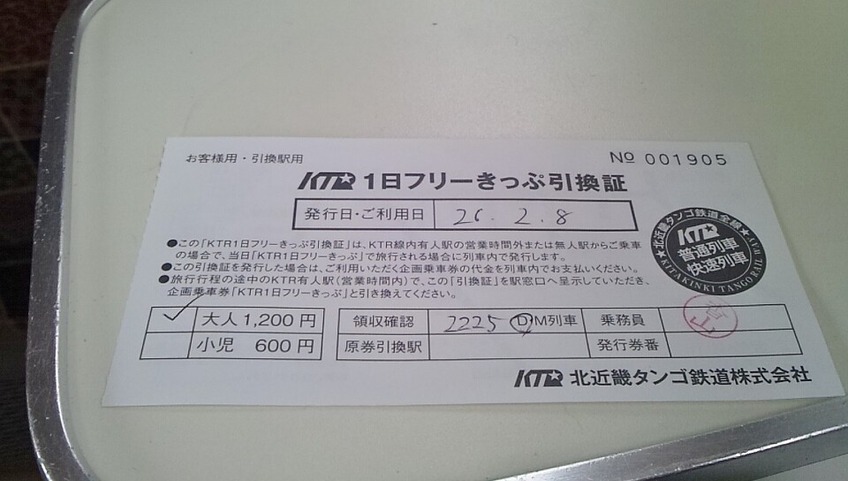 お客様用・引換駅用
No 001905
KTR 1日フリーきっぷ引換証
発行日・ご利用日 26.2.8
●この「KTR1日フリーきっぷ引換証」は、KTR線内有人駅の営業時間外または無人駅からご乗車
の場合で、当日「KTR1日フリーきっぷ」で旅行される場合に列車内で発行します。
●この引換証を発行した場合は、ご利用いただく企画乗車券の代金を列車内でお支払いください。
●旅行行程の途中のKTR有人駅(営業時間内)で、この「引換証」を駅窓口へ呈示していただき、
企画乗車券「KTR1日フリーきっぷ」と引き換えてください。
★北近畿タンゴ鉄道全線★
KTR
普通列車
快速列車
KITAKINKI TANGO RAILWAY
✓ 大人 1,200円
小児 600円
領収確認 2225 D/M列車 乗務員
原券引換駅 発行券番
KTR 北近畿タンゴ鉄道株式会社